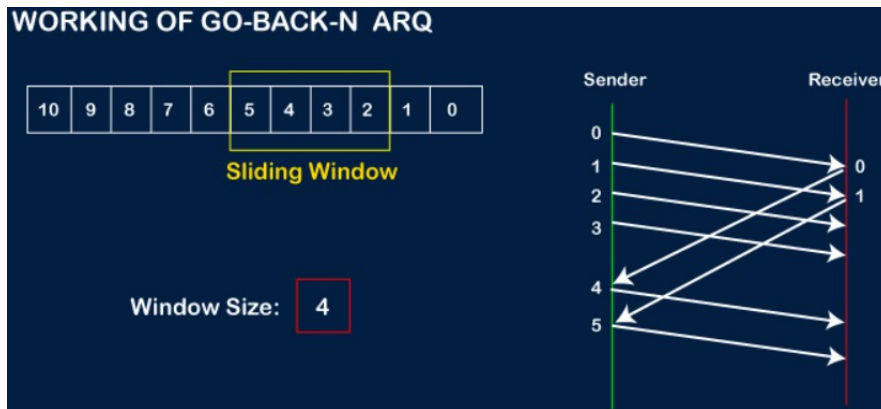 WORKING OF GO-BACK-N ARQ
10 9 8 7 6 5 4 3 2 1 0
Sliding Window
Window Size: 4
Sender Receiver
0
0
1
1
2
3
4
5